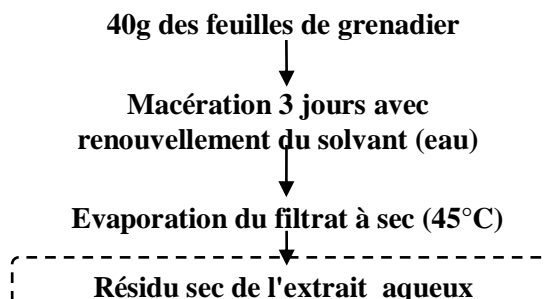 40g des feuilles de grenadier
Macération 3 jours avec
renouvellement du solvant (eau)
Evaporation du filtrat à sec (45°C)
Résidu sec de l'extrait aqueux